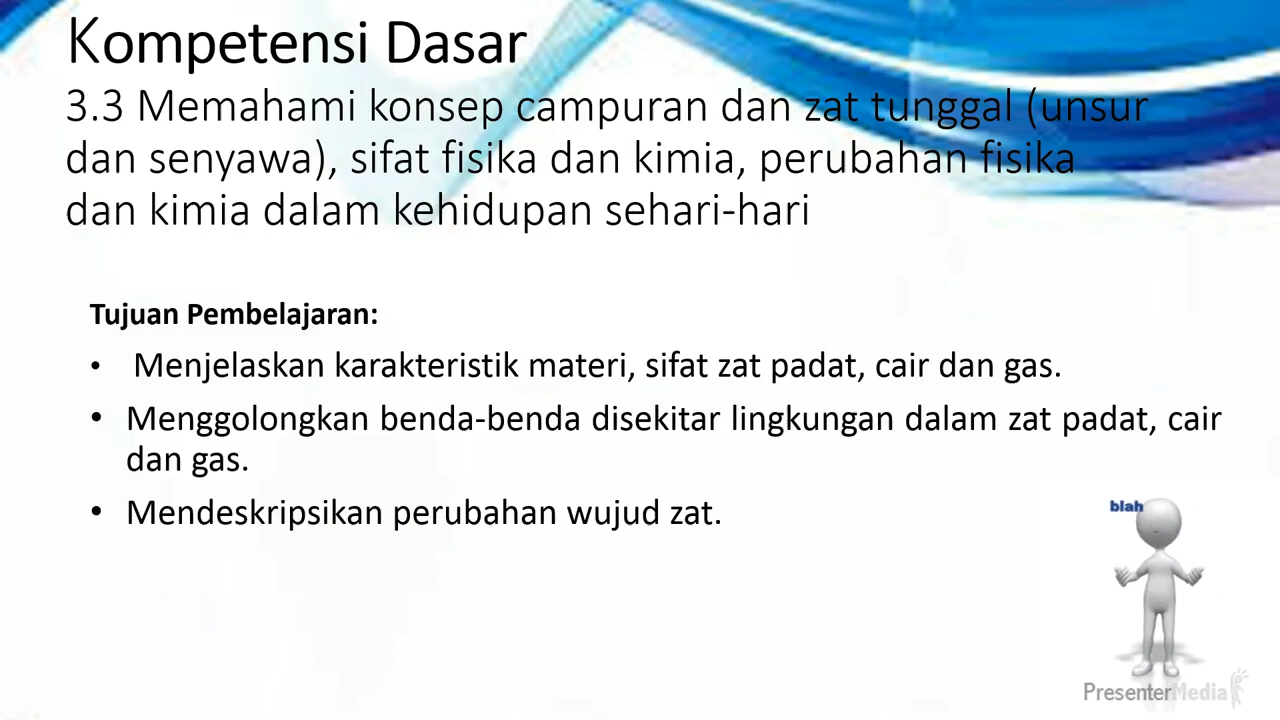 Kompetensi Dasar
3.3 Memahami konsep campuran dan zat tunggal (unsur
dan senyawa), sifat fisika dan kimia, perubahan fisika
dan kimia dalam kehidupan sehari-hari
Tujuan Pembelajaran:
• Menjelaskan karakteristik materi, sifat zat padat, cair dan gas.
• Menggolongkan benda-benda disekitar lingkungan dalam zat padat, cair
dan gas.
• Mendeskripsikan perubahan wujud zat.
blah
PresenterMedia